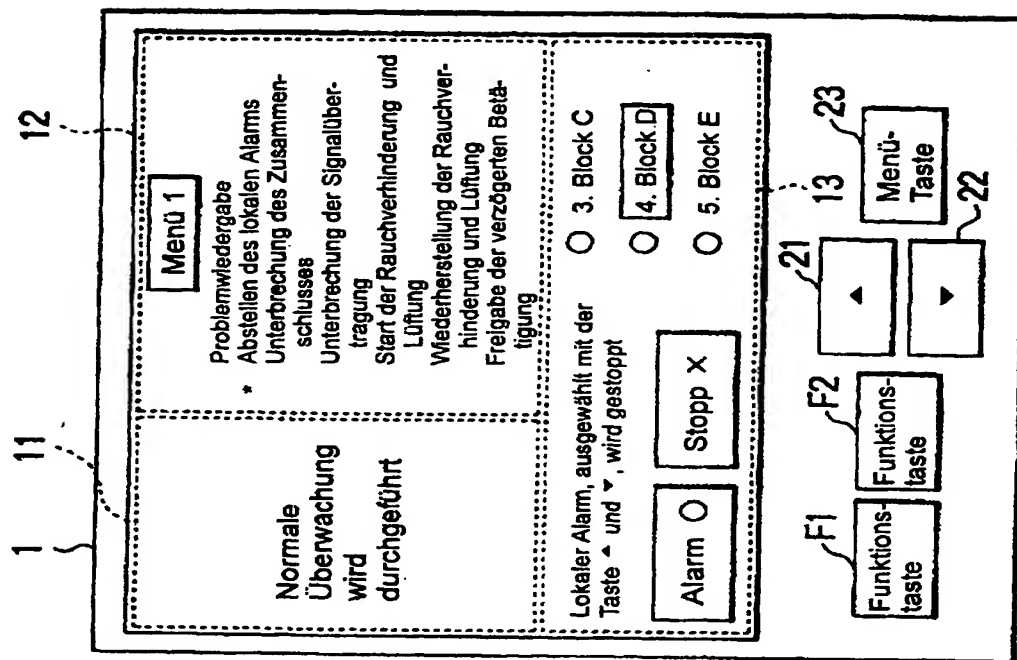 1
11
12
Normale
Überwachung
wird
durchgeführt
Menü 1
Problemwiedergabe
* Abstellen des lokalen Alarms
Unterbrechung des Zusammen-
schlusses
Unterbrechung der Signalüber-
tragung
Start der Rauchverhinderung und
Lüftung
Wiederherstellung der Rauchver-
hinderung und Lüftung
Freigabe der verzögerten Betä-
tigung
Lokaler Alarm, ausgewählt mit der
Taste ▲ und ▼, wird gestoppt
Alarm ○
Stopp X
○ 3. Block C
○ 4. Block.D
○ 5. Block E
13
F1
F2
21
22
23
Funktions-
taste
Funktions-
taste
▲
▼
Menü-
Taste